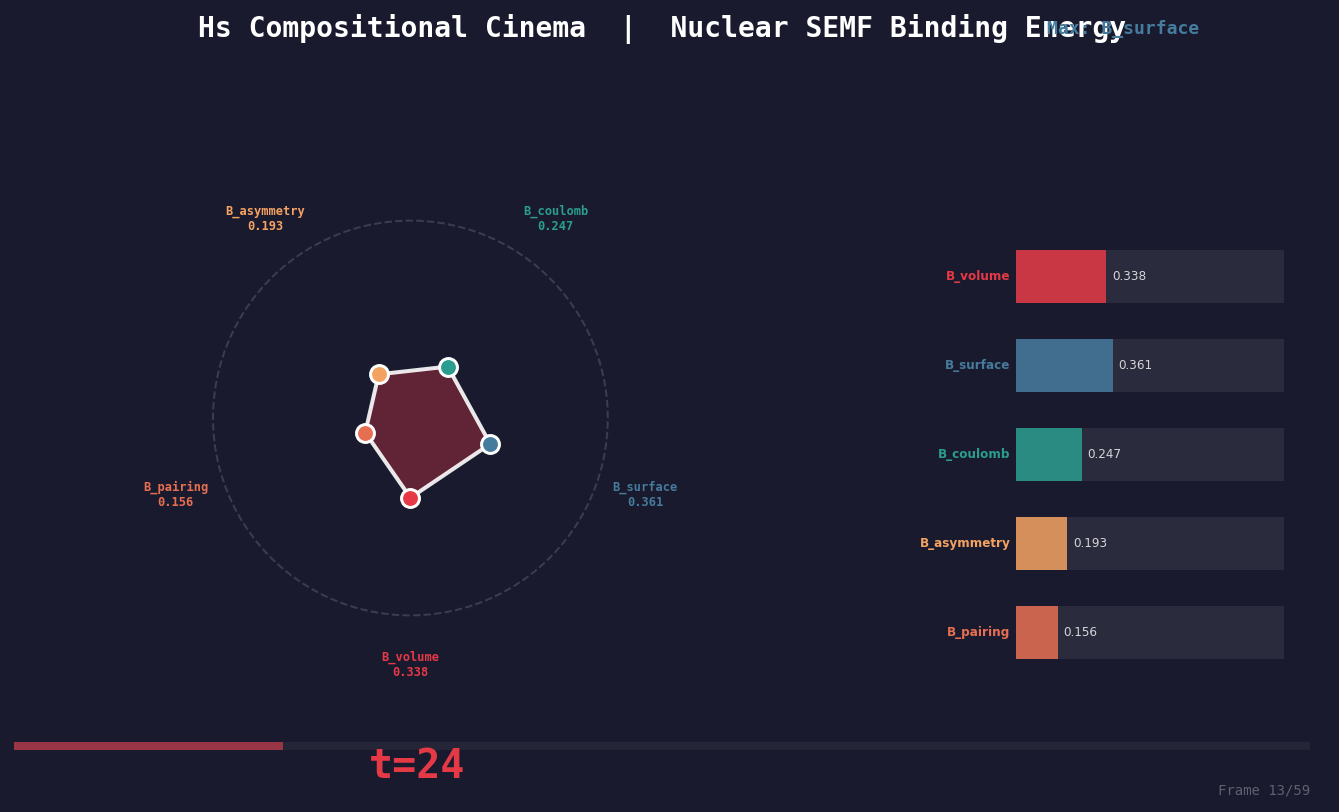 Hs Compositional Cinema | Nuclear SEMF Binding Energy
Max: B_surface
B_asymmetry
0.193
B_coulomb
0.247
B_pairing
0.156
B_surface
0.361
B_volume
0.338
B_volume 0.338
B_surface 0.361
B_coulomb 0.247
B_asymmetry 0.193
B_pairing 0.156
t=24
Frame 13/59